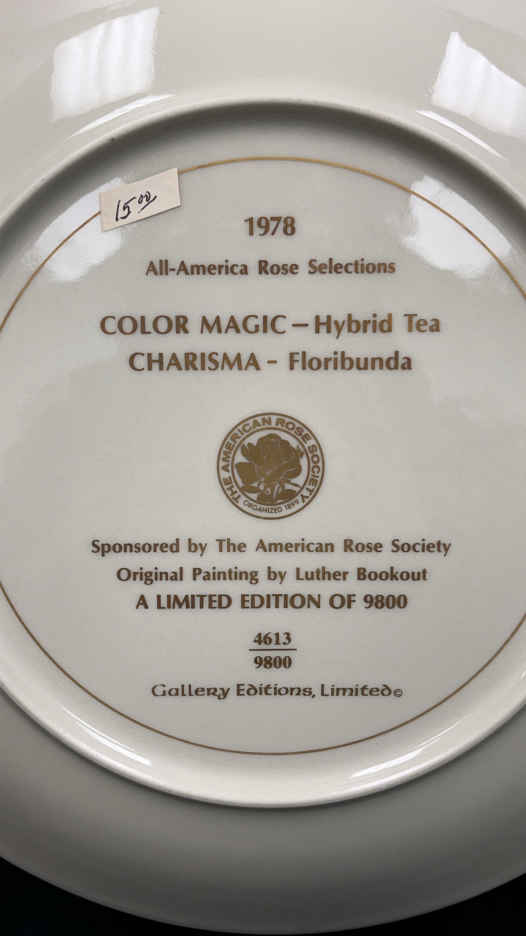 15.00
1978
All-America Rose Selections
COLOR MAGIC – Hybrid Tea
CHARISMA - Floribunda
THE AMERICAN ROSE SOCIETY
ORGANIZED 1899
Sponsored by The American Rose Society
Original Painting by Luther Bookout
A LIMITED EDITION OF 9800
4613
9800
Gallery Editions, Limited©